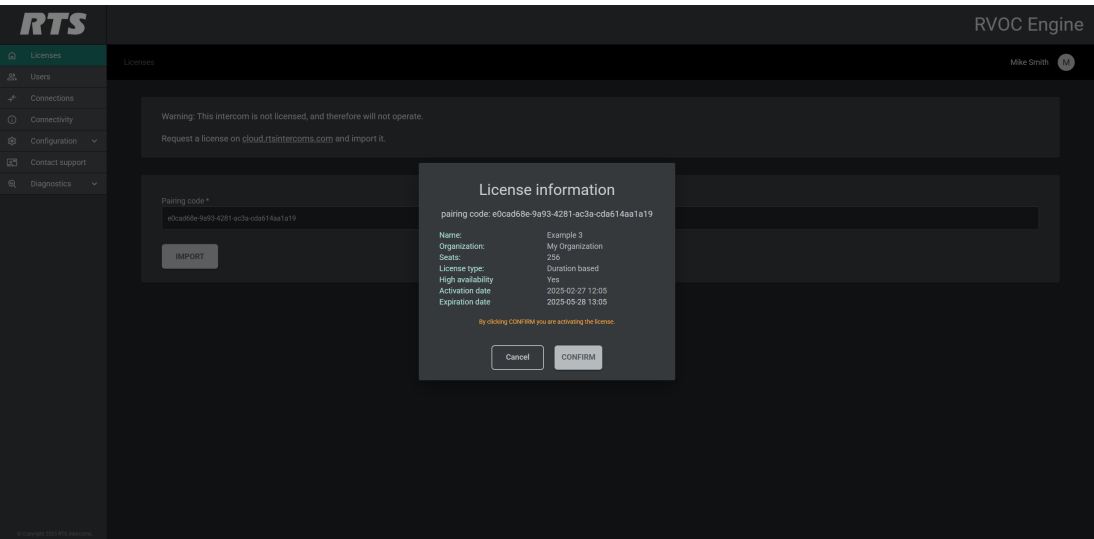 RTS
RVOC Engine
Licenses
Users
Connections
Connectivity
Configuration
Contact support
Diagnostics
Licenses
Mike Smith M
Warning: This intercom is not licensed, and therefore will not operate.
Request a license on cloud.rtsintercoms.com and import it.
Pairing code *
e0cad68e-9a93-4281-ac3a-cda614aa1a19
IMPORT
License information
pairing code: e0cad68e-9a93-4281-ac3a-cda614aa1a19
Name: Example 3
Organization: My Organization
Seats: 256
License type: Duration based
High availability Yes
Activation date 2025-02-27 12:05
Expiration date 2025-05-28 13:05
By clicking CONFIRM you are activating the license.
Cancel CONFIRM